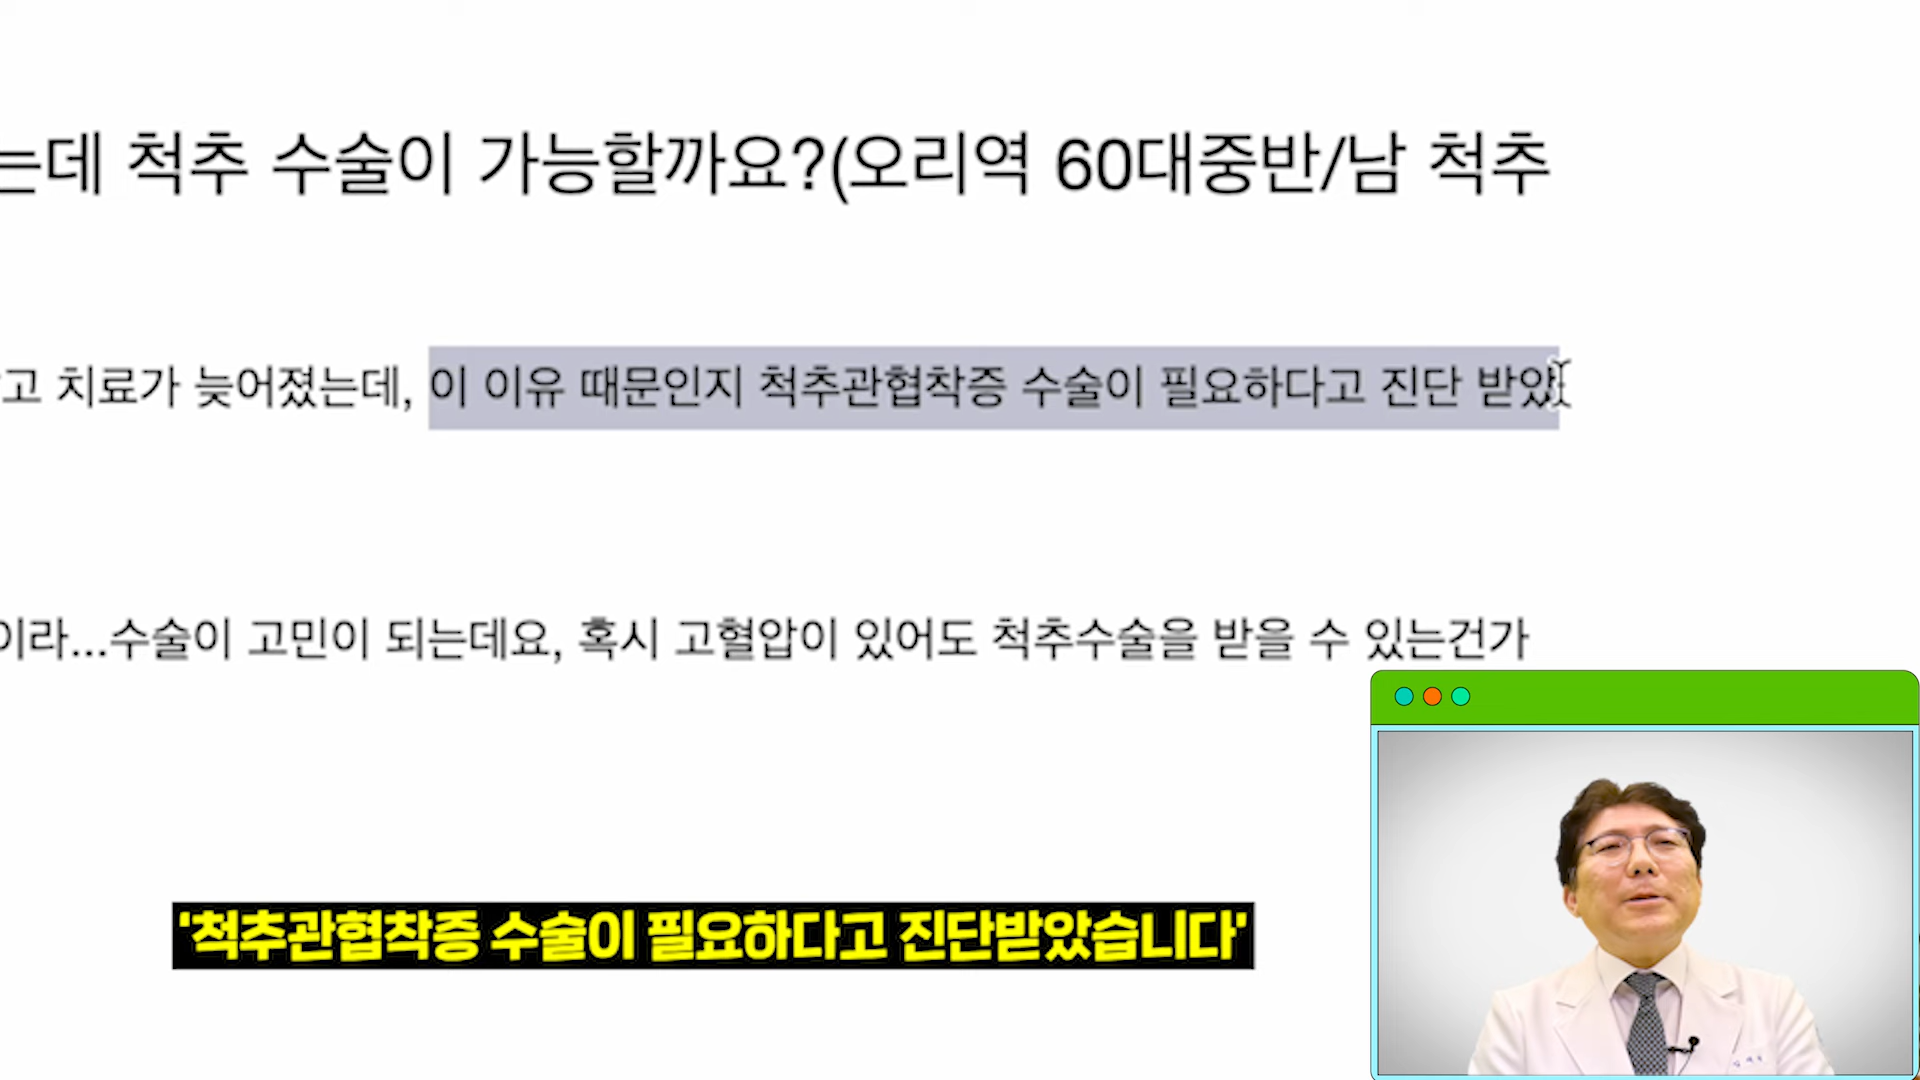 는데 척추 수술이 가능할까요?(오리역 60대중반/남 척추
고 치료가 늦어졌는데, 이 이유 때문인지 척추관협착증 수술이 필요하다고 진단 받았
이라...수술이 고민이 되는데요, 혹시 고혈압이 있어도 척추수술을 받을 수 있는건가
'척추관협착증 수술이 필요하다고 진단받았습니다'